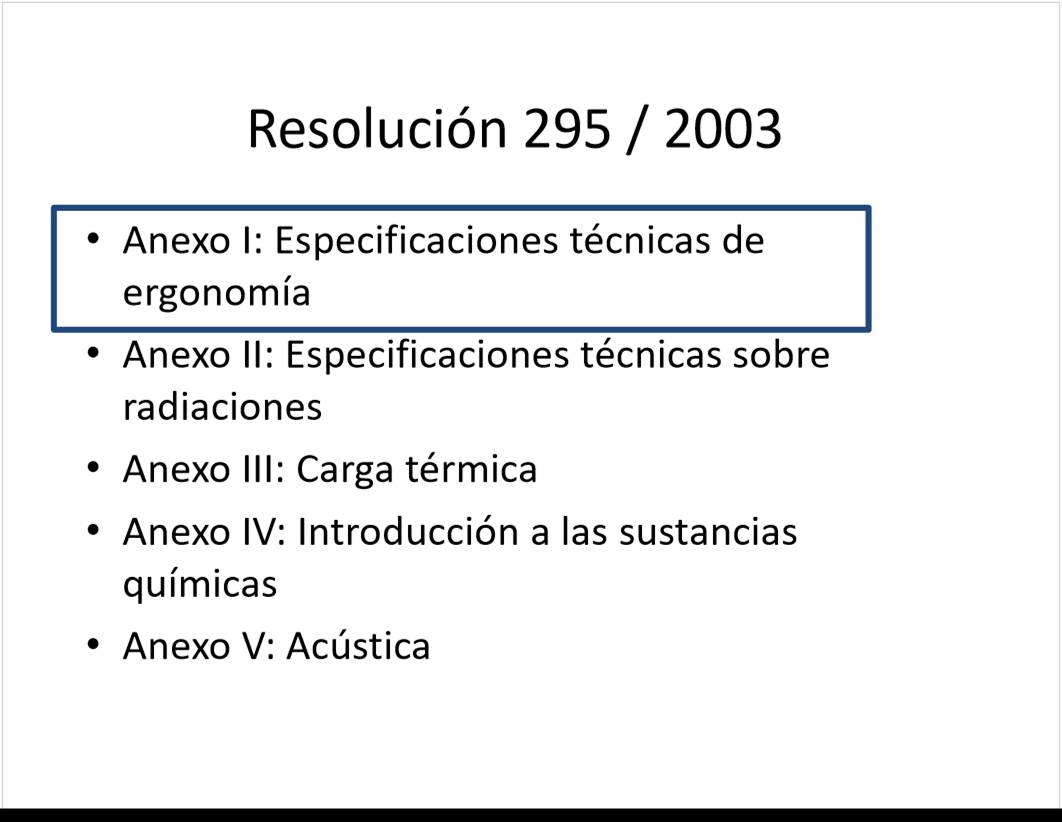 Resolución 295 / 2003
• Anexo I: Especificaciones técnicas de
ergonomía
• Anexo II: Especificaciones técnicas sobre
radiaciones
• Anexo III: Carga térmica
• Anexo IV: Introducción a las sustancias
químicas
• Anexo V: Acústica